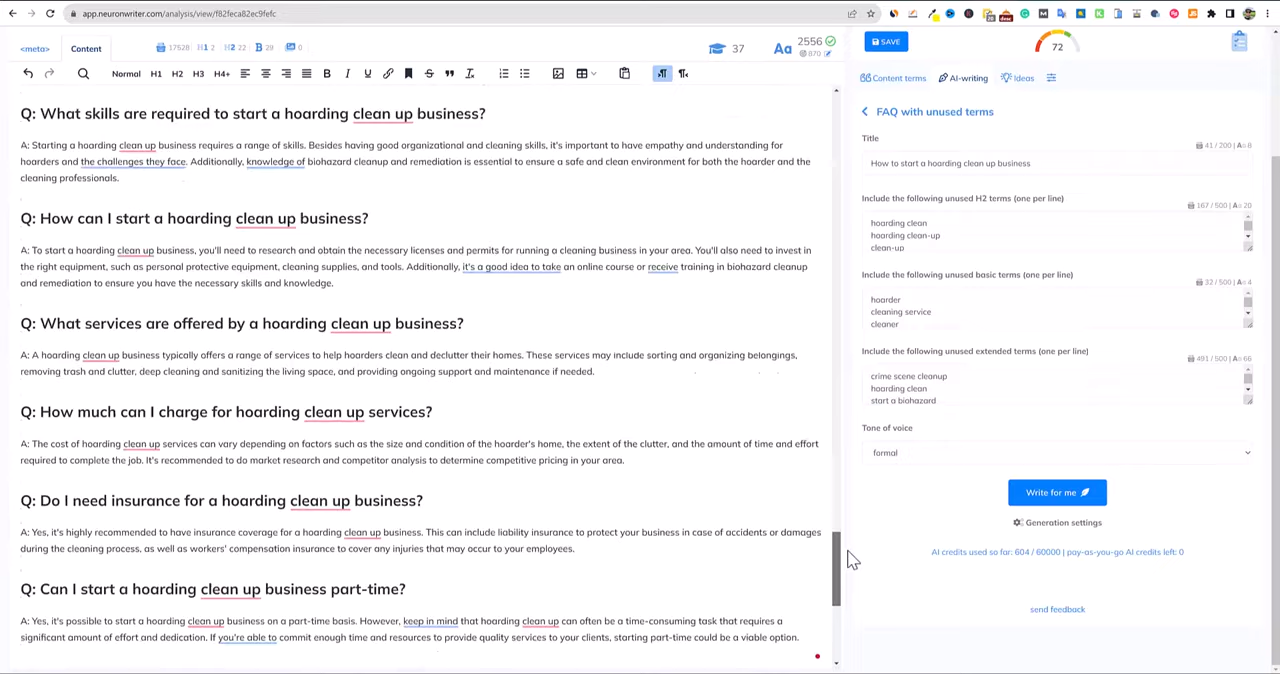 app.neuronwriter.com/analysis/view/f82feca82ec9fefc
<meta> Content 17628 H1 2 H2 22 B 29 0 37 Aa 2556 870
SAVE 72
Normal H1 H2 H3 H4+ B I U
Content terms AI-writing Ideas
Q: What skills are required to start a hoarding clean up business?
A: Starting a hoarding clean up business requires a range of skills. Besides having good organizational and cleaning skills, it's important to have empathy and understanding for
hoarders and the challenges they face. Additionally, knowledge of biohazard cleanup and remediation is essential to ensure a safe and clean environment for both the hoarder and the
cleaning professionals.
Q: How can I start a hoarding clean up business?
A: To start a hoarding clean up business, you'll need to research and obtain the necessary licenses and permits for running a cleaning business in your area. You'll also need to invest in
the right equipment, such as personal protective equipment, cleaning supplies, and tools. Additionally, it's a good idea to take an online course or receive training in biohazard cleanup
and remediation to ensure you have the necessary skills and knowledge.
Q: What services are offered by a hoarding clean up business?
A: A hoarding clean up business typically offers a range of services to help hoarders clean and declutter their homes. These services may include sorting and organizing belongings,
removing trash and clutter, deep cleaning and sanitizing the living space, and providing ongoing support and maintenance if needed.
Q: How much can I charge for hoarding clean up services?
A: The cost of hoarding clean up services can vary depending on factors such as the size and condition of the hoarder's home, the extent of the clutter, and the amount of time and effort
required to complete the job. It's recommended to do market research and competitor analysis to determine competitive pricing in your area.
Q: Do I need insurance for a hoarding clean up business?
A: Yes, it's highly recommended to have insurance coverage for a hoarding clean up business. This can include liability insurance to protect your business in case of accidents or damages
during the cleaning process, as well as workers' compensation insurance to cover any injuries that may occur to your employees.
Q: Can I start a hoarding clean up business part-time?
A: Yes, it's possible to start a hoarding clean up business on a part-time basis. However, keep in mind that hoarding clean up can often be a time-consuming task that requires a
significant amount of effort and dedication. If you're able to commit enough time and resources to provide quality services to your clients, starting part-time could be a viable option.
FAQ with unused terms
Title
41 / 200 | A≡ 8
How to start a hoarding clean up business
Include the following unused H2 terms (one per line)
167 / 500 | A≡ 20
hoarding clean
hoarding clean-up
clean-up
Include the following unused basic terms (one per line)
32 / 500 | A≡ 4
hoarder
cleaning service
cleaner
Include the following unused extended terms (one per line)
491 / 500 | A≡ 66
crime scene cleanup
hoarding clean
start a biohazard
Tone of voice
formal
Write for me
Generation settings
AI credits used so far: 604 / 60000 | pay-as-you-go AI credits left: 0
send feedback